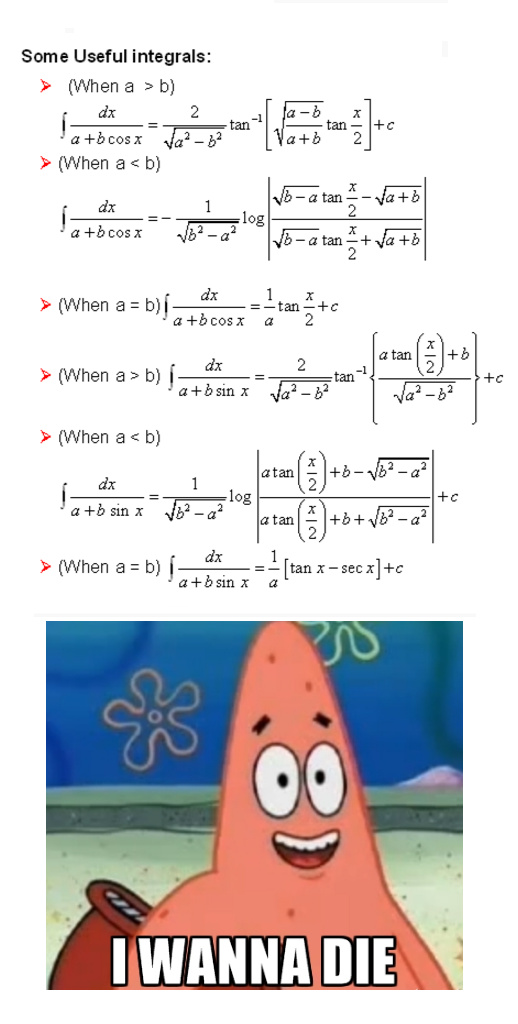 Some Useful integrals:
➤ (When a > b)
∫ dx / (a + b cos x) = 2 / √(a² − b²) tan⁻¹ [ √((a − b) / (a + b)) tan x/2 ] + c
➤ (When a < b)
∫ dx / (a + b cos x) = − 1 / √(b² − a²) log | (√(b − a) tan x/2 − √(a + b)) / (√(b − a) tan x/2 + √(a + b)) |
➤ (When a = b) ∫ dx / (a + b cos x) = 1/a tan x/2 + c
➤ (When a > b) ∫ dx / (a + b sin x) = 2 / √(a² − b²) tan⁻¹ { (a tan (x/2) + b) / √(a² − b²) } + c
➤ (When a < b)
∫ dx / (a + b sin x) = 1 / √(b² − a²) log | (a tan (x/2) + b − √(b² − a²)) / (a tan (x/2) + b + √(b² − a²)) | + c
➤ (When a = b) ∫ dx / (a + b sin x) = 1/a [tan x − sec x] + c
I WANNA DIE